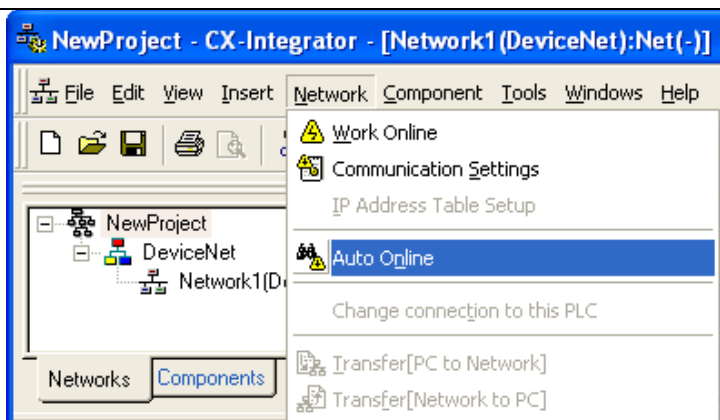 NewProject - CX-Integrator - [Network1(DeviceNet):Net(-)]
File Edit View Insert Network Component Tools Windows Help
Work Online
Communication Settings
IP Address Table Setup
NewProject
DeviceNet
Auto Online
Network1(D
Change connection to this PLC
Networks Components
Transfer[PC to Network]
Transfer[Network to PC]